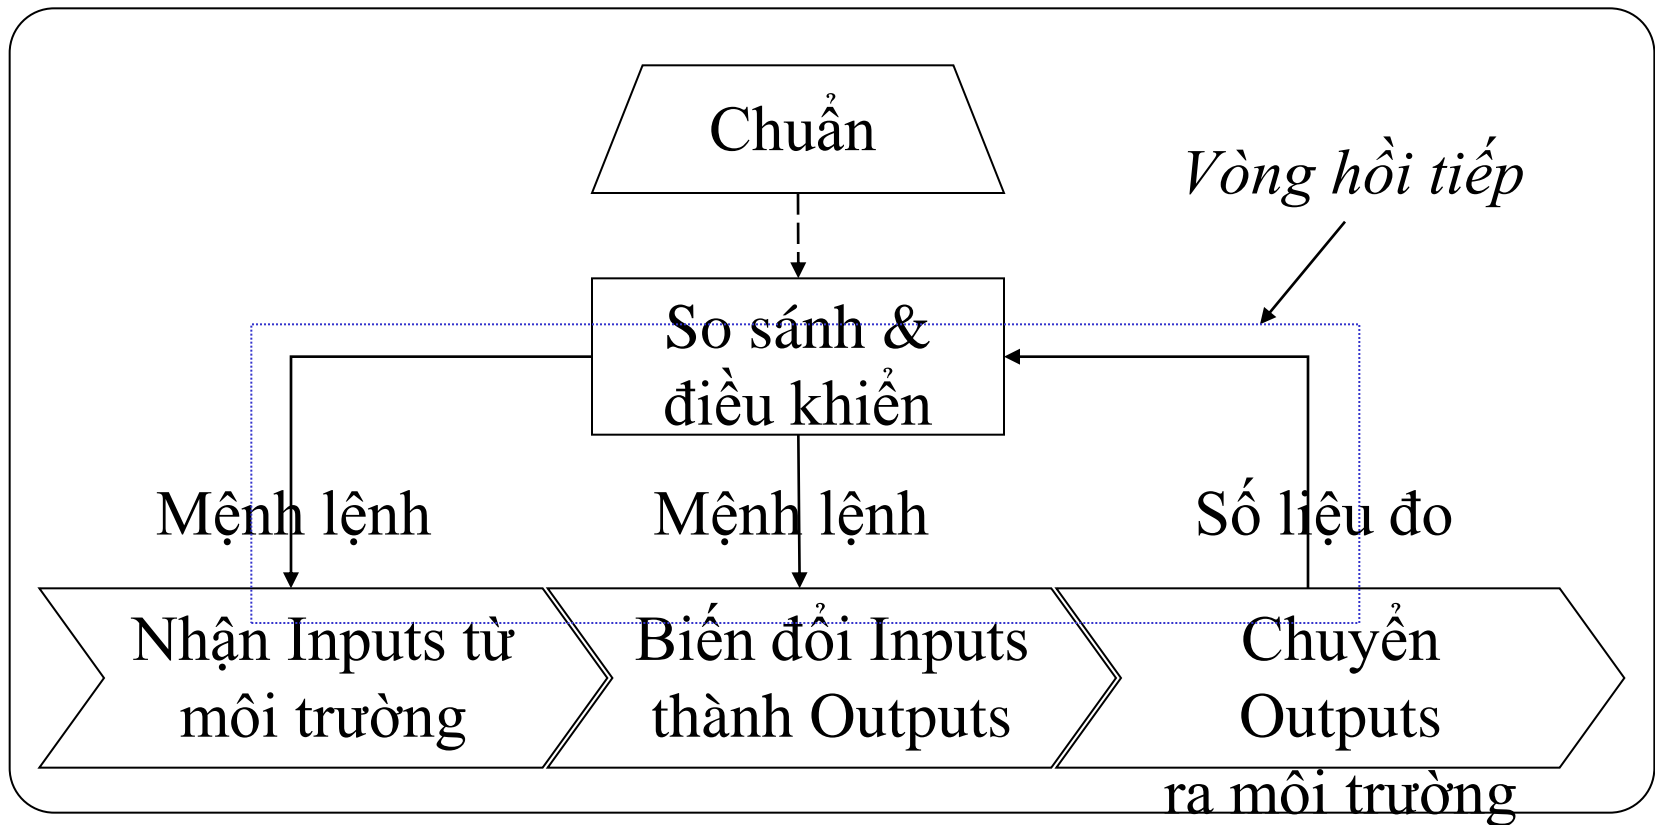 Chuẩn
Vòng hồi tiếp
So sánh &
điều khiển
Mệnh lệnh
Mệnh lệnh
Số liệu đo
Nhận Inputs từ
môi trường
Biến đổi Inputs
thành Outputs
Chuyển
Outputs
ra môi trường